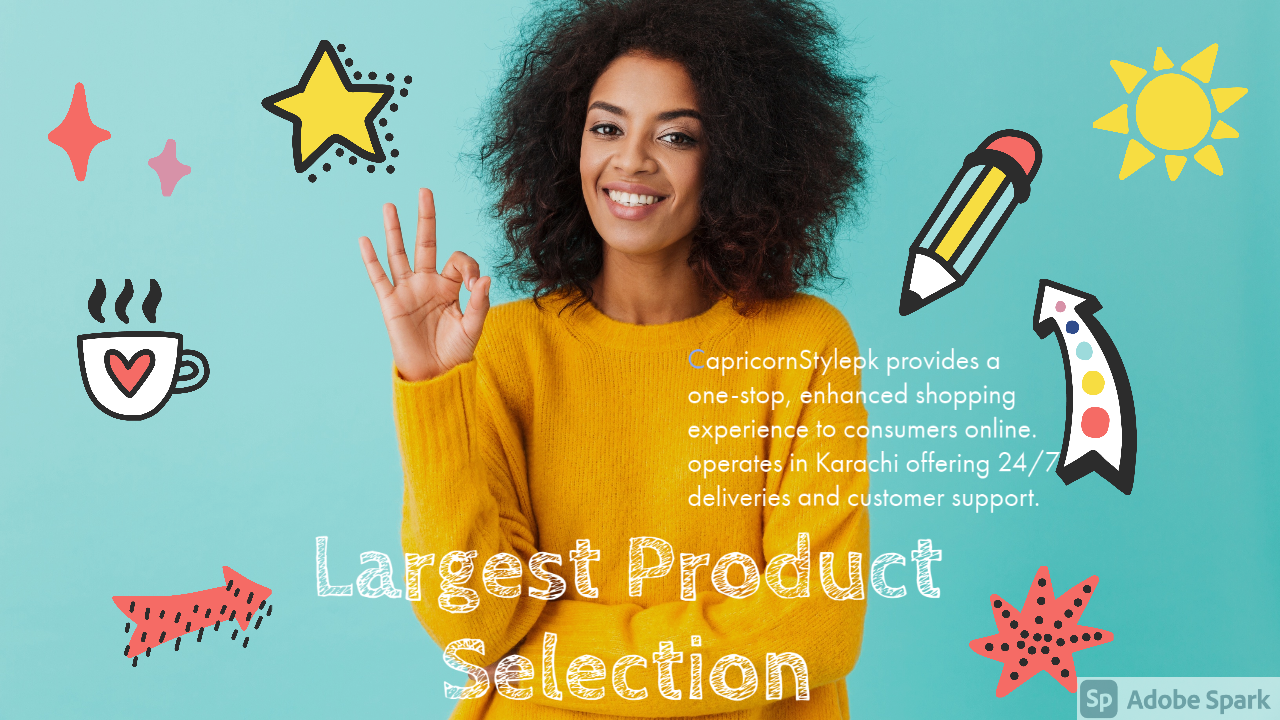 CapricornStylepk provides a
one-stop, enhanced shopping
experience to consumers online.
operates in Karachi offering 24/7
deliveries and customer support.
Largest Product
Selection
Sp Adobe Spark